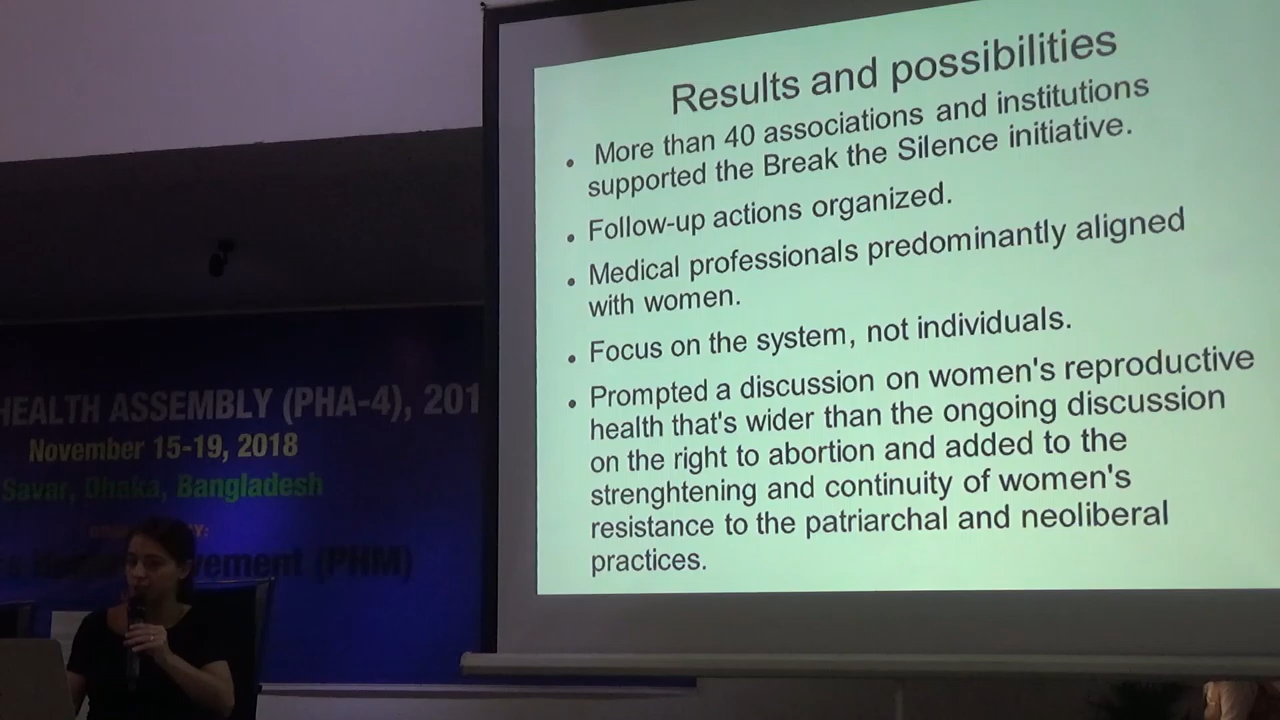 Results and possibilities
• More than 40 associations and institutions
supported the Break the Silence initiative.
• Follow-up actions organized.
• Medical professionals predominantly aligned
with women.
• Focus on the system, not individuals.
• Prompted a discussion on women's reproductive
health that's wider than the ongoing discussion
on the right to abortion and added to the
strenghtening and continuity of women's
resistance to the patriarchal and neoliberal
practices.
HEALTH ASSEMBLY (PHA-4), 201
November 15-19, 2018
Savar, Dhaka, Bangladesh
vement (PHM)